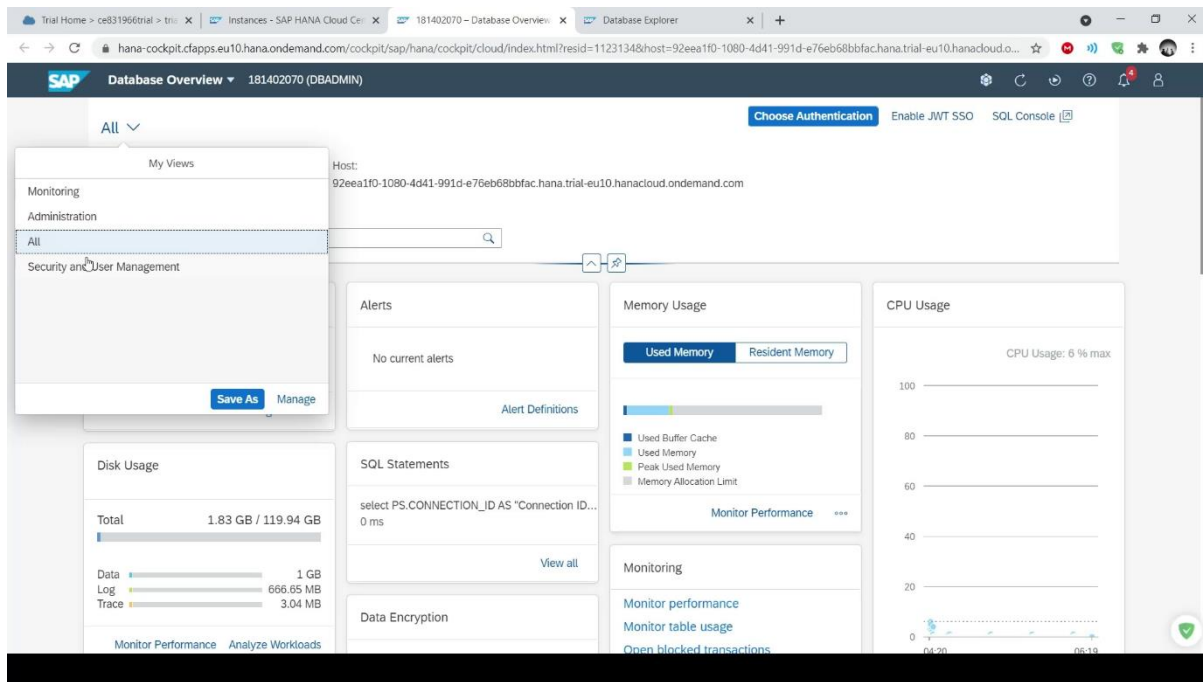 Trial Home > ce831966trial > tria
Instances - SAP HANA Cloud Cen
181402070 – Database Overview
Database Explorer
hana-cockpit.cfapps.eu10.hana.ondemand.com/cockpit/sap/hana/cockpit/cloud/index.html?resid=1123134&host=92eea1f0-1080-4d41-991d-e76eb68bbfac.hana.trial-eu10.hanacloud.o...
SAP Database Overview 181402070 (DBADMIN)
4
All
Choose Authentication Enable JWT SSO SQL Console
My Views
Monitoring
Administration
All
Security and User Management
Save As Manage
Host:
92eea1f0-1080-4d41-991d-e76eb68bbfac.hana.trial-eu10.hanacloud.ondemand.com
Alerts
No current alerts
Alert Definitions
Memory Usage
Used Memory Resident Memory
Used Buffer Cache
Used Memory
Peak Used Memory
Memory Allocation Limit
Monitor Performance
CPU Usage
CPU Usage: 6 % max
100
80
60
40
20
0
04:20 06:19
Disk Usage
Total 1.83 GB / 119.94 GB
Data 1 GB
Log 666.65 MB
Trace 3.04 MB
Monitor Performance Analyze Workloads
SQL Statements
select PS.CONNECTION_ID AS "Connection ID...
0 ms
View all
Data Encryption
Monitoring
Monitor performance
Monitor table usage
Open blocked transactions